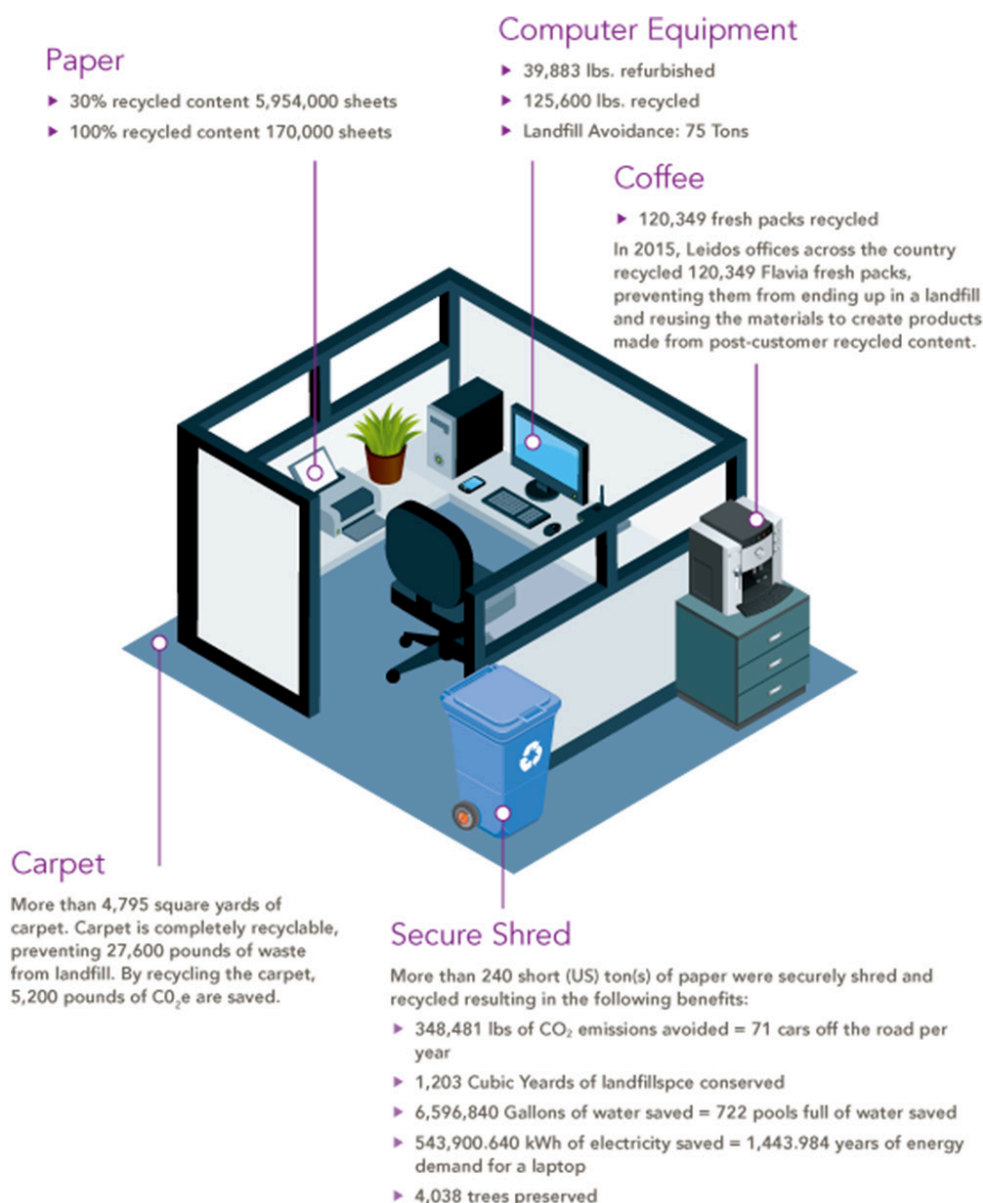 Paper
▶ 30% recycled content 5,954,000 sheets
▶ 100% recycled content 170,000 sheets
Computer Equipment
▶ 39,883 lbs. refurbished
▶ 125,600 lbs. recycled
▶ Landfill Avoidance: 75 Tons
Coffee
▶ 120,349 fresh packs recycled
In 2015, Leidos offices across the country
recycled 120,349 Flavia fresh packs,
preventing them from ending up in a landfill
and reusing the materials to create products
made from post-customer recycled content.
Carpet
More than 4,795 square yards of
carpet. Carpet is completely recyclable,
preventing 27,600 pounds of waste
from landfill. By recycling the carpet,
5,200 pounds of C0₂e are saved.
Secure Shred
More than 240 short (US) ton(s) of paper were securely shred and
recycled resulting in the following benefits:
▶ 348,481 lbs of CO₂ emissions avoided = 71 cars off the road per
year
▶ 1,203 Cubic Yeards of landfillspce conserved
▶ 6,596,840 Gallons of water saved = 722 pools full of water saved
▶ 543,900.640 kWh of electricity saved = 1,443.984 years of energy
demand for a laptop
▶ 4,038 trees preserved